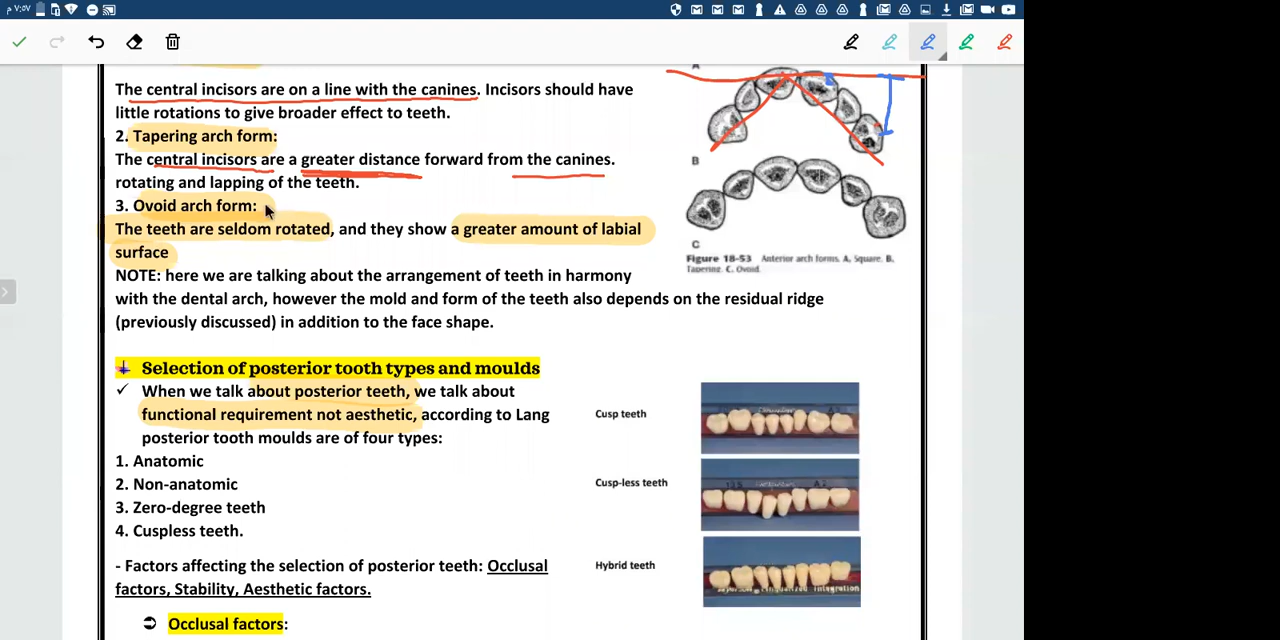 ٧:٥٧ م
A
The central incisors are on a line with the canines. Incisors should have
little rotations to give broader effect to teeth.
2. Tapering arch form:
The central incisors are a greater distance forward from the canines.
rotating and lapping of the teeth.
3. Ovoid arch form:
The teeth are seldom rotated, and they show a greater amount of labial
surface
B
C
Figure 18-53 Anterior arch forms. A, Square. B,
Tapering. C, Ovoid.
NOTE: here we are talking about the arrangement of teeth in harmony
with the dental arch, however the mold and form of the teeth also depends on the residual ridge
(previously discussed) in addition to the face shape.
Selection of posterior tooth types and moulds
✓ When we talk about posterior teeth, we talk about
functional requirement not aesthetic, according to Lang
posterior tooth moulds are of four types:
1. Anatomic
2. Non-anatomic
3. Zero-degree teeth
4. Cuspless teeth.
Cusp teeth
Cusp-less teeth
Hybrid teeth
- Factors affecting the selection of posterior teeth: Occlusal
factors, Stability, Aesthetic factors.
Occlusal factors: